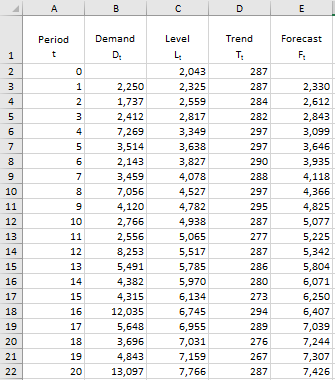 A B C D E
1 Period t Demand Dt Level Lt Trend Tt Forecast Ft
2 0 2,043 287
3 1 2,250 2,325 287 2,330
4 2 1,737 2,559 284 2,612
5 3 2,412 2,817 282 2,843
6 4 7,269 3,349 297 3,099
7 5 3,514 3,638 297 3,646
8 6 2,143 3,827 290 3,935
9 7 3,459 4,078 288 4,118
10 8 7,056 4,527 297 4,366
11 9 4,120 4,782 295 4,825
12 10 2,766 4,938 287 5,077
13 11 2,556 5,065 277 5,225
14 12 8,253 5,517 287 5,342
15 13 5,491 5,785 286 5,804
16 14 4,382 5,970 280 6,071
17 15 4,315 6,134 273 6,250
18 16 12,035 6,745 294 6,407
19 17 5,648 6,955 289 7,039
20 18 3,696 7,031 276 7,244
21 19 4,843 7,159 267 7,307
22 20 13,097 7,766 287 7,426